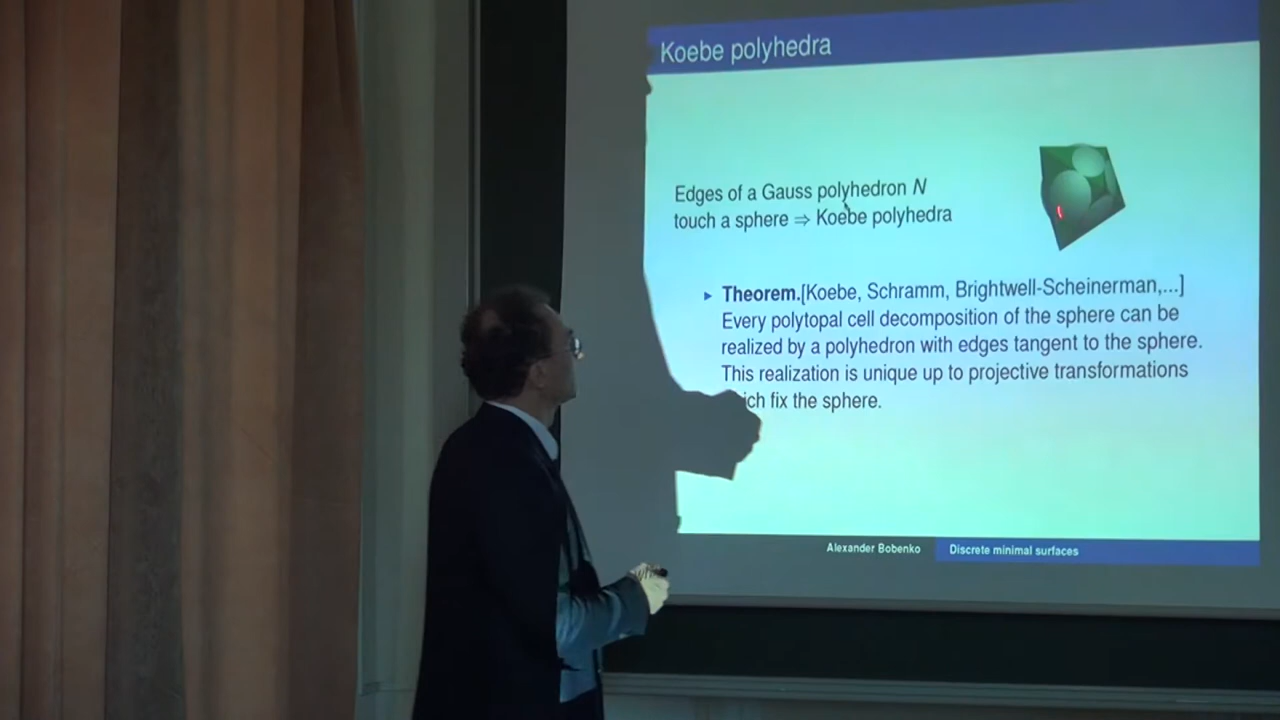 Koebe polyhedra
Edges of a Gauss polyhedron N
touch a sphere ⇒ Koebe polyhedra
Theorem.[Koebe, Schramm, Brightwell-Scheinerman,...]
Every polytopal cell decomposition of the sphere can be
realized by a polyhedron with edges tangent to the sphere.
This realization is unique up to projective transformations
fix the sphere.
Alexander Bobenko
Discrete minimal surfaces